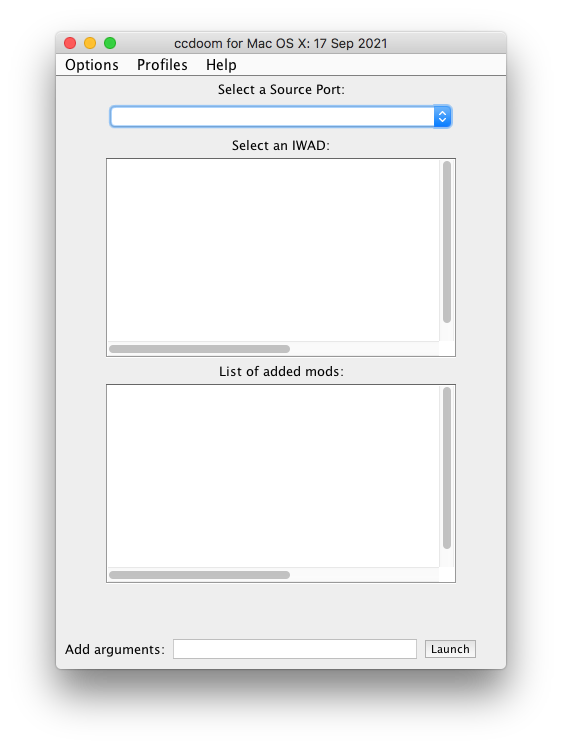 ccdoom for Mac OS X: 17 Sep 2021
Options Profiles Help
Select a Source Port:
Select an IWAD:
List of added mods:
Add arguments: Launch